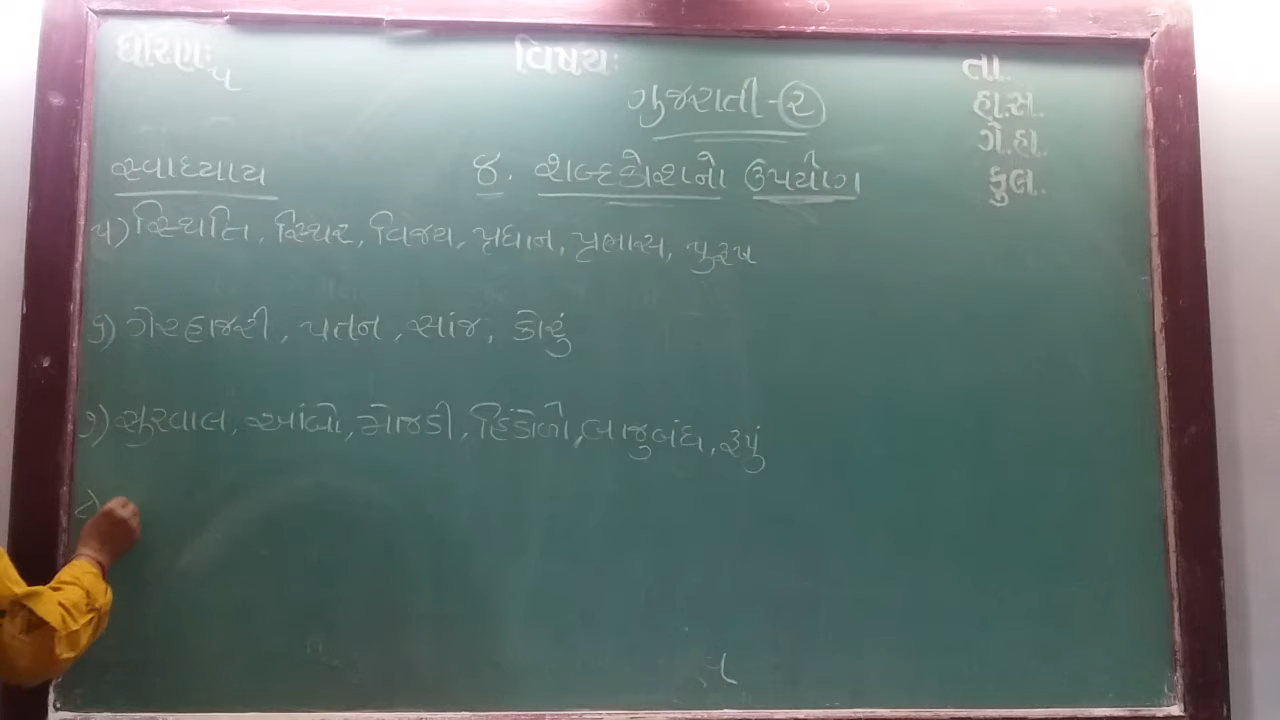 ધોરણ: ૫ વિષય: તા.
ગુજરાતી-૨ હા.સ.
ગે.હા.
સ્વાધ્યાય ૪. શબ્દકોશનો ઉપયોગ કુલ.
૫) સ્થિતિ, સ્થિર, વિજય, પ્રધાન, પ્રભાસ, પુરુષ
૬) ગેરહાજરી, પતન, સાંજ, કોરું
૭) સુરવાલ, આંબો, મોજડી, હિંડોળો, બાજુબંધ, રૂપું
૮)